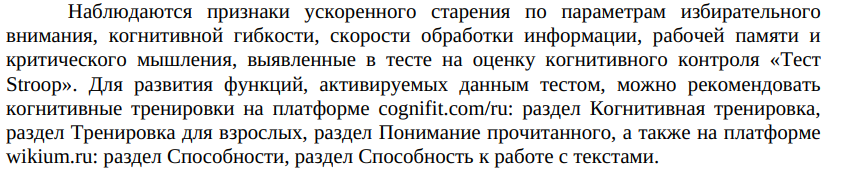 Наблюдаются признаки ускоренного старения по параметрам избирательного
внимания, когнитивной гибкости, скорости обработки информации, рабочей памяти и
критического мышления, выявленные в тесте на оценку когнитивного контроля «Тест
Stroop». Для развития функций, активируемых данным тестом, можно рекомендовать
когнитивные тренировки на платформе cognifit.com/ru: раздел Когнитивная тренировка,
раздел Тренировка для взрослых, раздел Понимание прочитанного, а также на платформе
wikium.ru: раздел Способности, раздел Способность к работе с текстами.